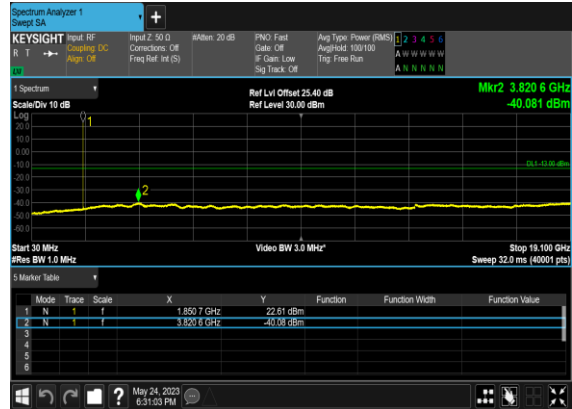 Spectrum Analyzer 1
Swept SA
+
KEYSIGHT Input: RF Input Z: 50 Ω #Atten: 20 dB PNO: Fast Avg Type: Power (RMS) 1 2 3 4 5 6
R T Coupling: DC Corrections: Off Gate: Off Avg|Hold: 100/100 A W W W W W
Align: Off Freq Ref: Int (S) IF Gain: Low Trig: Free Run
Sig Track: Off A N N N N N
1 Spectrum Ref Lvl Offset 25.40 dB Mkr2 3.820 6 GHz
Scale/Div 10 dB Ref Level 30.00 dBm -40.081 dBm
Log
20.0
10.0
0.00
-10.0
DL1 -13.00 dBm
-20.0
-30.0
-40.0
-50.0
-60.0
1
2
Start 30 MHz Video BW 3.0 MHz* Stop 19.100 GHz
#Res BW 1.0 MHz Sweep 32.0 ms (40001 pts)
5 Marker Table
Mode Trace Scale X Y Function Function Width Function Value
1 N 1 f 1.850 7 GHz 22.61 dBm
2 N 1 f 3.820 6 GHz -40.08 dBm
3
4
5
6
? May 24, 2023
6:31:03 PM